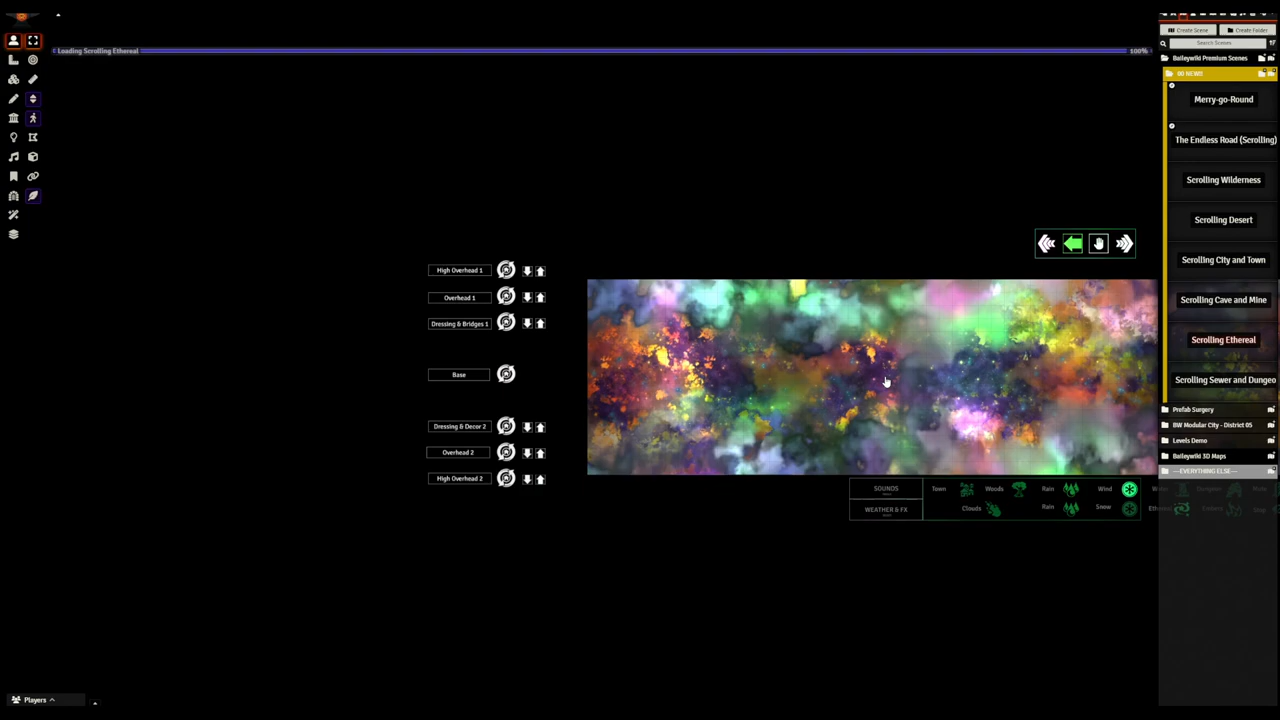 Loading Scrolling Ethereal
100%
Create Scene
Create Folder
Search Scenes
Baileywiki Premium Scenes
00 NEW!!
Merry-go-Round
The Endless Road (Scrolling)
Scrolling Wilderness
Scrolling Desert
Scrolling City and Town
Scrolling Cave and Mine
Scrolling Ethereal
Scrolling Sewer and Dungeo
Prefab Surgery
BW Modular City - District 05
Levels Demo
Baileywiki 3D Maps
---EVERYTHING ELSE---
High Overhead 1
Overhead 1
Dressing & Bridges 1
Base
Dressing & Decor 2
Overhead 2
High Overhead 2
SOUNDS
Town
Woods
Rain
Wind
WEATHER & FX
Clouds
Rain
Snow
Players